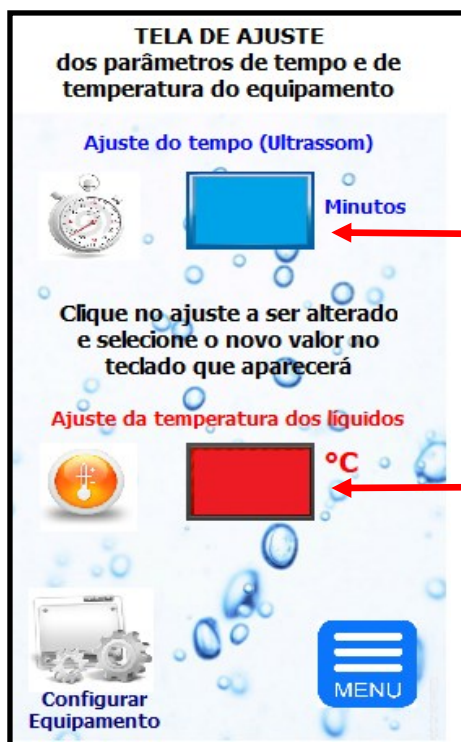 TELA DE AJUSTE
dos parâmetros de tempo e de
temperatura do equipamento
Ajuste do tempo (Ultrassom)
Minutos
Clique no ajuste a ser alterado
e selecione o novo valor no
teclado que aparecerá
Ajuste da temperatura dos líquidos
°C
Configurar
Equipamento
MENU